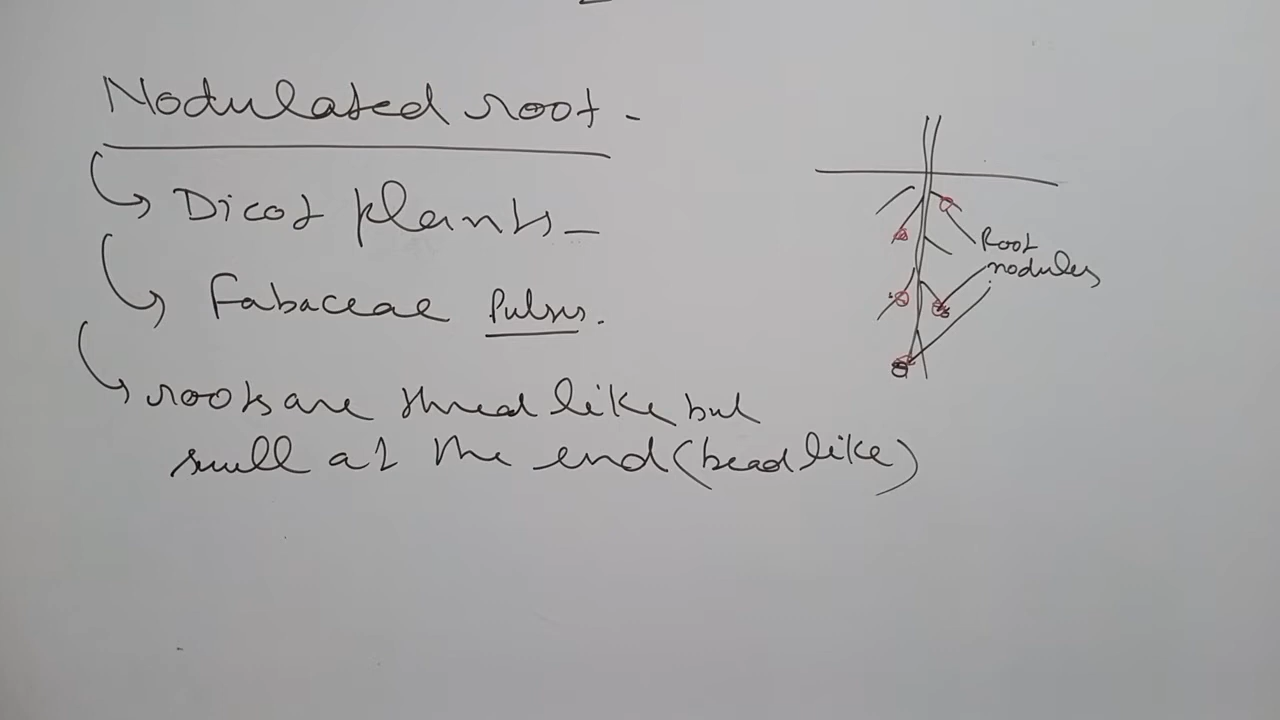 Nodulated root -
Dicot plants -
Fabaceae Pulses.
roots are thread like but
swell at the end (bead like)
Root
nodules